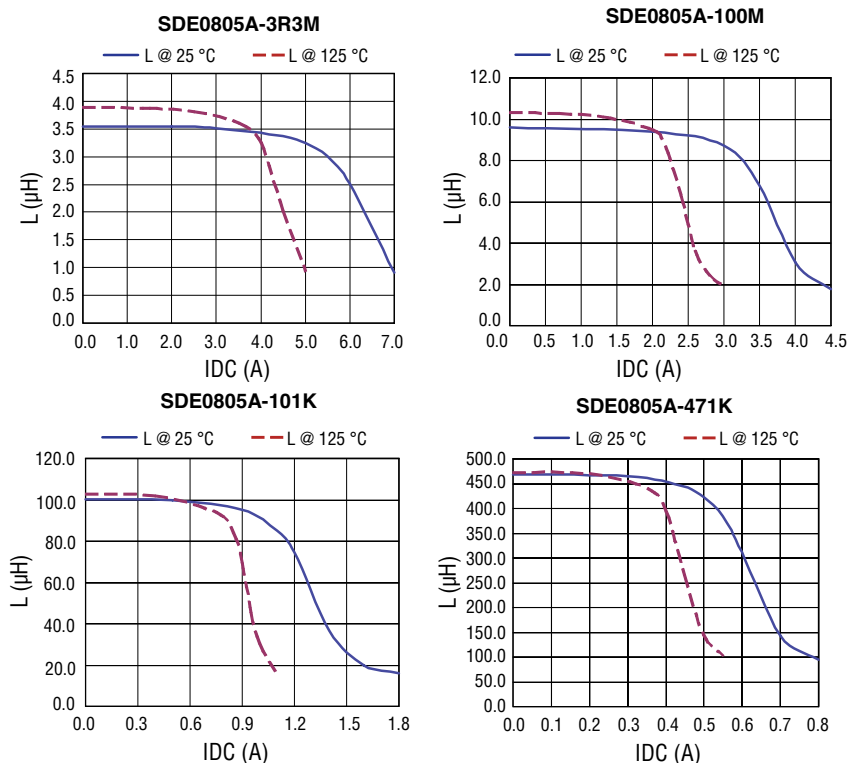 SDE0805A-3R3M
L @ 25 °C
L @ 125 °C
4.5
4.0
3.5
3.0
2.5
2.0
1.5
1.0
0.5
0.0
L (µH)
0.0 1.0 2.0 3.0 4.0 5.0 6.0 7.0
IDC (A)
SDE0805A-100M
L @ 25 °C
L @ 125 °C
12.0
10.0
8.0
6.0
4.0
2.0
0.0
L (µH)
0.0 0.5 1.0 1.5 2.0 2.5 3.0 3.5 4.0 4.5
IDC (A)
SDE0805A-101K
L @ 25 °C
L @ 125 °C
120.0
100.0
80.0
60.0
40.0
20.0
0.0
L (µH)
0.0 0.3 0.6 0.9 1.2 1.5 1.8
IDC (A)
SDE0805A-471K
L @ 25 °C
L @ 125 °C
500.0
450.0
400.0
350.0
300.0
250.0
200.0
150.0
100.0
50.0
0.0
L (µH)
0.0 0.1 0.2 0.3 0.4 0.5 0.6 0.7 0.8
IDC (A)